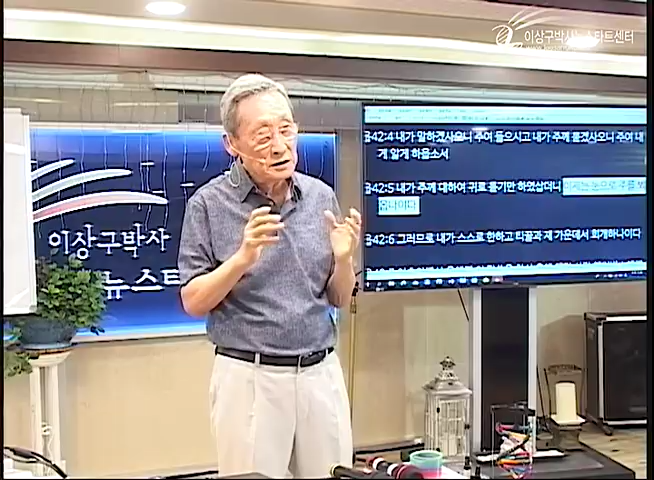 이상구박사뉴스타트센터
욥42:4 내가 말하겠사오니 주여 들으시고 내가 주께 묻겠사오니 주여 내
게 알게 하옵소서
욥42:5 내가 주께 대하여 귀로 듣기만 하였삽더니 이제는 눈으로 주를 뵈
옵나이다
욥42:6 그러므로 내가 스스로 한하고 티끌과 재 가운데서 회개하나이다
이상구박사
뉴스타